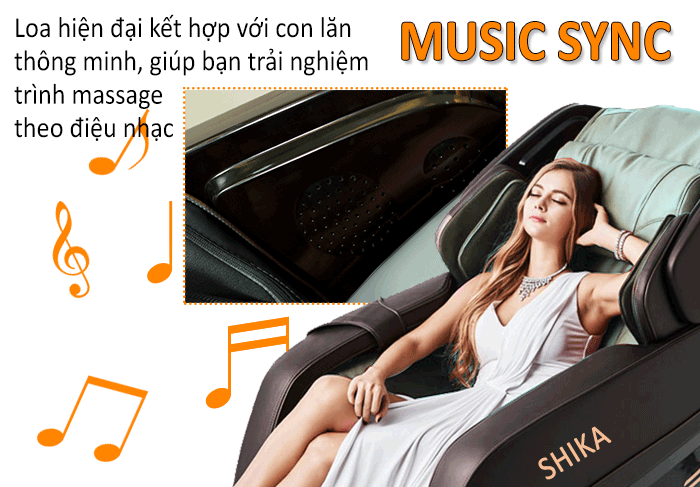 Loa hiện đại kết hợp với con lăn
thông minh, giúp bạn trải nghiệm
trình massage
theo điệu nhạc
MUSIC SYNC
SHIKA